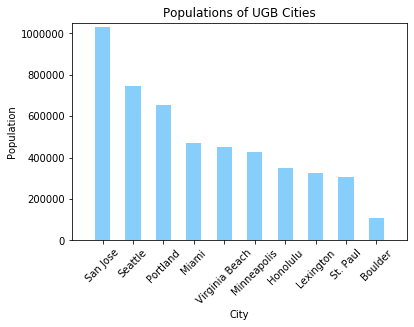 Populations of UGB Cities
Population
1000000
800000
600000
400000
200000
0
San Jose
Seattle
Portland
Miami
Virginia Beach
Minneapolis
Honolulu
Lexington
St. Paul
Boulder
City